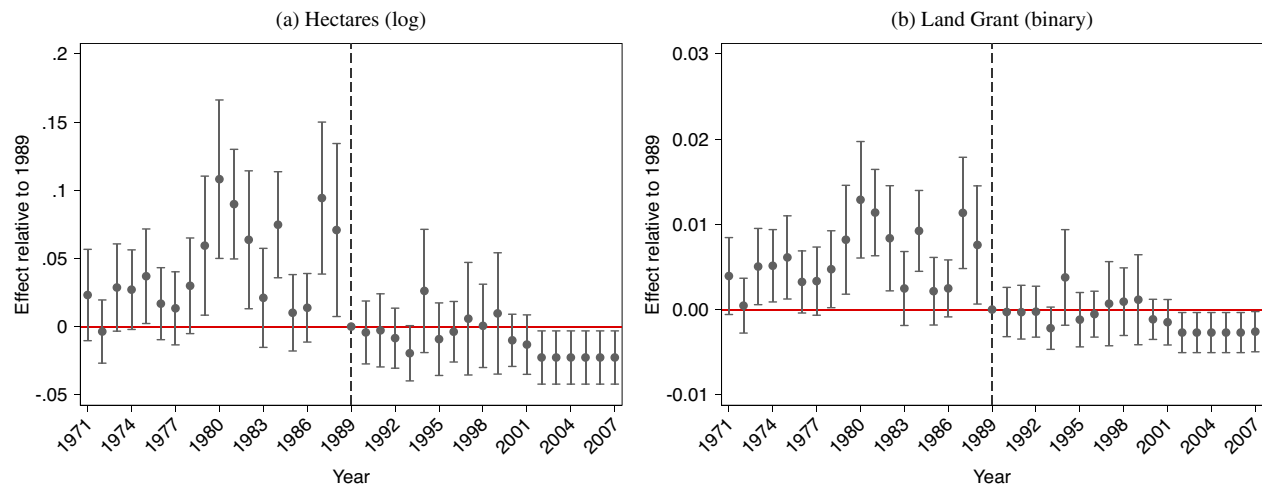 (a) Hectares (log)
Effect relative to 1989
.2
.15
.1
.05
0
-.05
1971 1974 1977 1980 1983 1986 1989 1992 1995 1998 2001 2004 2007
Year
(b) Land Grant (binary)
Effect relative to 1989
0.03
0.02
0.01
0.00
-0.01
1971 1974 1977 1980 1983 1986 1989 1992 1995 1998 2001 2004 2007
Year